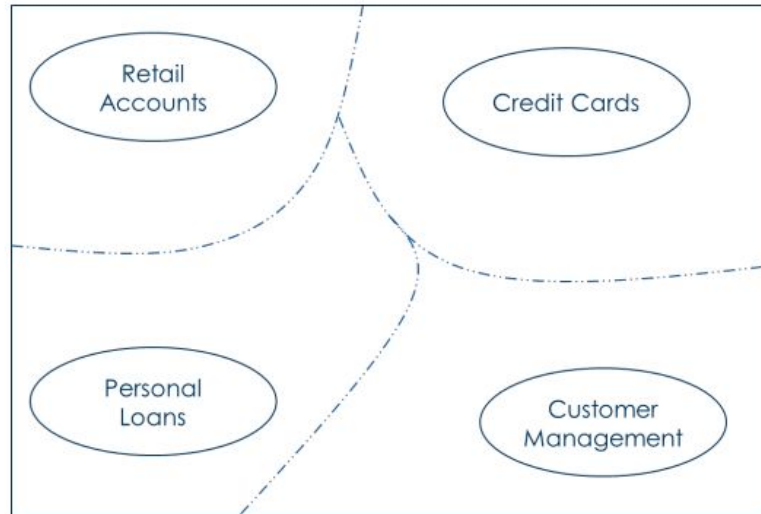 Retail
Accounts
Credit Cards
Personal
Loans
Customer
Management